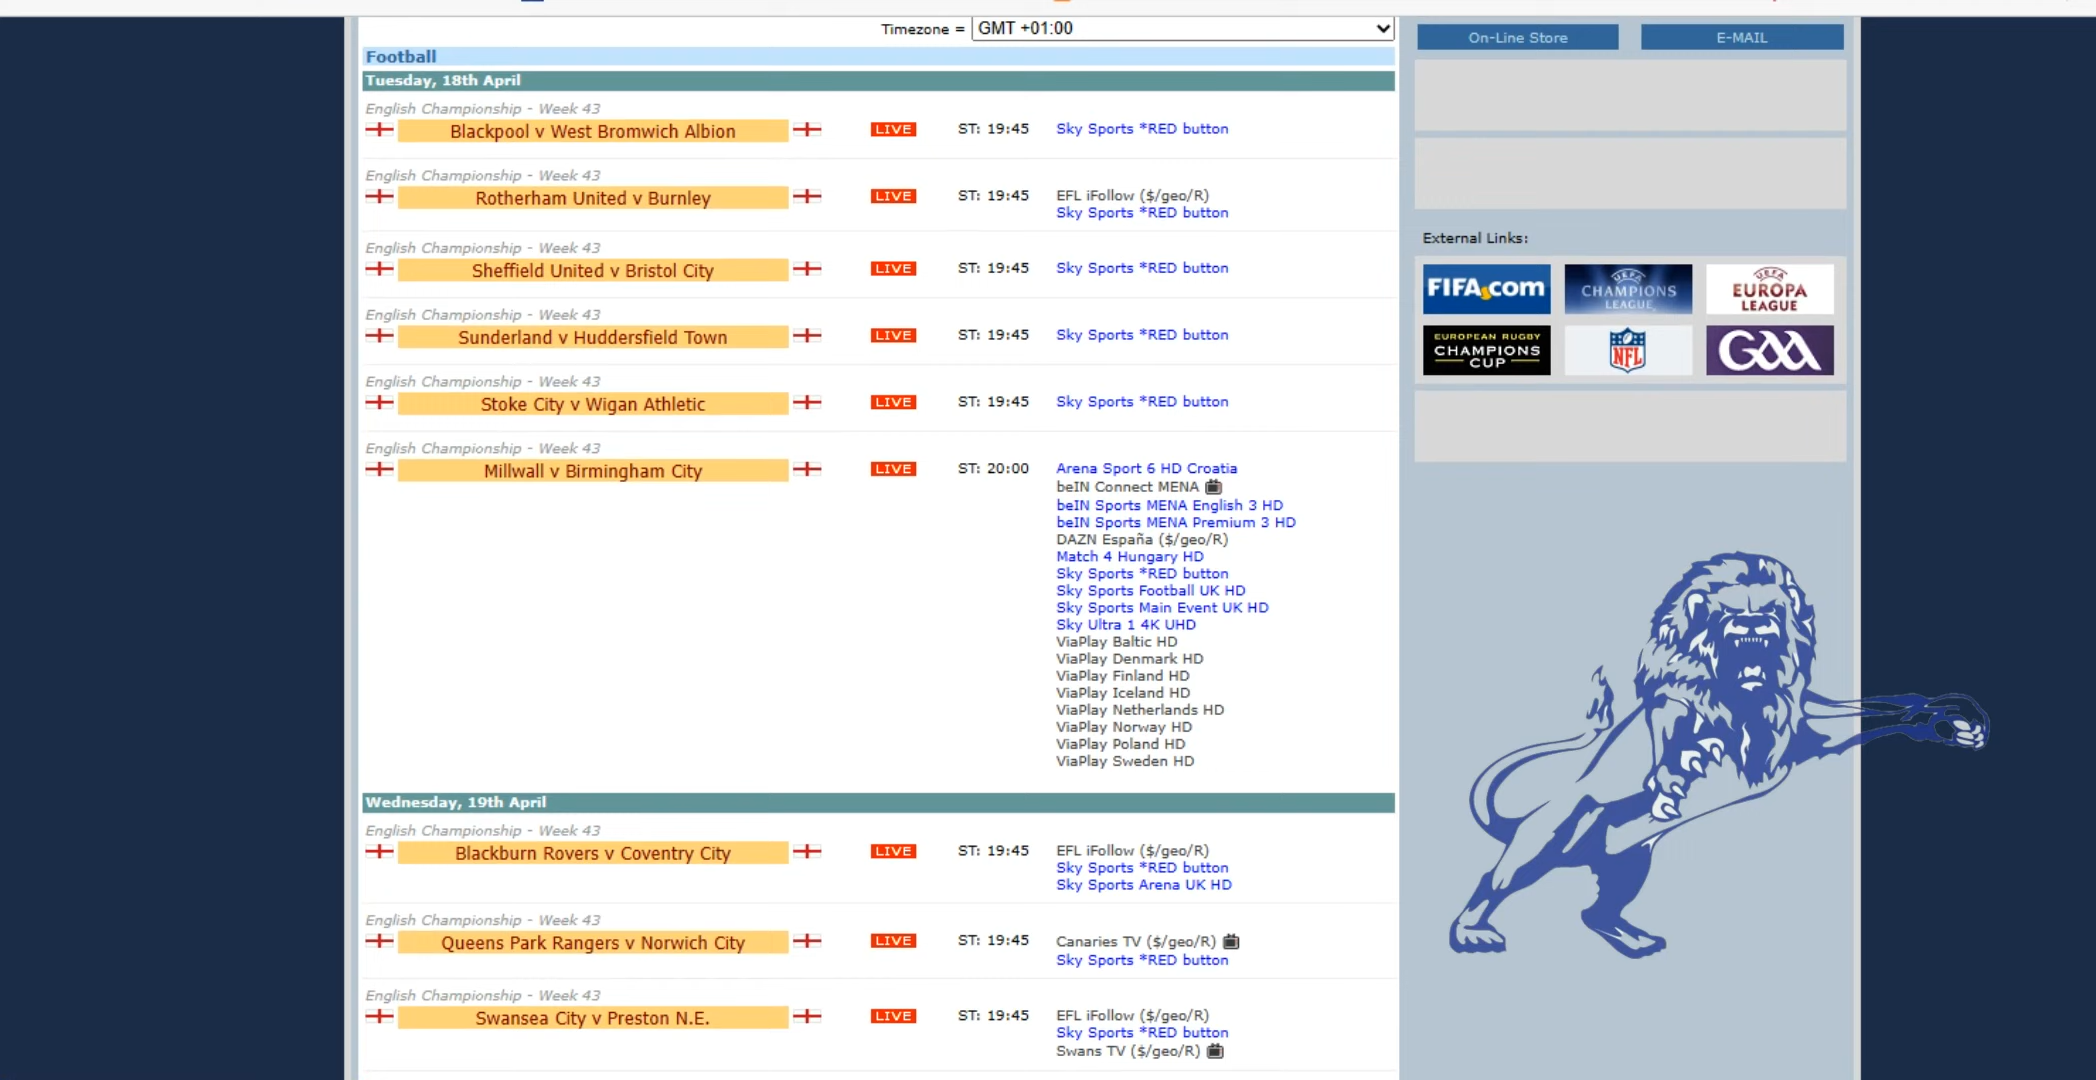 Timezone = GMT +01:00
On-Line Store
E-MAIL
Football
Tuesday, 18th April
English Championship - Week 43
Blackpool v West Bromwich Albion
LIVE
ST: 19:45
Sky Sports *RED button
English Championship - Week 43
Rotherham United v Burnley
LIVE
ST: 19:45
EFL iFollow ($/geo/R)
Sky Sports *RED button
English Championship - Week 43
Sheffield United v Bristol City
LIVE
ST: 19:45
Sky Sports *RED button
English Championship - Week 43
Sunderland v Huddersfield Town
LIVE
ST: 19:45
Sky Sports *RED button
English Championship - Week 43
Stoke City v Wigan Athletic
LIVE
ST: 19:45
Sky Sports *RED button
English Championship - Week 43
Millwall v Birmingham City
LIVE
ST: 20:00
Arena Sport 6 HD Croatia
beIN Connect MENA
beIN Sports MENA English 3 HD
beIN Sports MENA Premium 3 HD
DAZN España ($/geo/R)
Match 4 Hungary HD
Sky Sports *RED button
Sky Sports Football UK HD
Sky Sports Main Event UK HD
Sky Ultra 1 4K UHD
ViaPlay Baltic HD
ViaPlay Denmark HD
ViaPlay Finland HD
ViaPlay Iceland HD
ViaPlay Netherlands HD
ViaPlay Norway HD
ViaPlay Poland HD
ViaPlay Sweden HD
Wednesday, 19th April
English Championship - Week 43
Blackburn Rovers v Coventry City
LIVE
ST: 19:45
EFL iFollow ($/geo/R)
Sky Sports *RED button
Sky Sports Arena UK HD
English Championship - Week 43
Queens Park Rangers v Norwich City
LIVE
ST: 19:45
Canaries TV ($/geo/R)
Sky Sports *RED button
English Championship - Week 43
Swansea City v Preston N.E.
LIVE
ST: 19:45
EFL iFollow ($/geo/R)
Sky Sports *RED button
Swans TV ($/geo/R)
External Links:
FIFA.com
UEFA
CHAMPIONS
LEAGUE
UEFA
EUROPA
LEAGUE
EUROPEAN RUGBY
CHAMPIONS
CUP
NFL
GAA